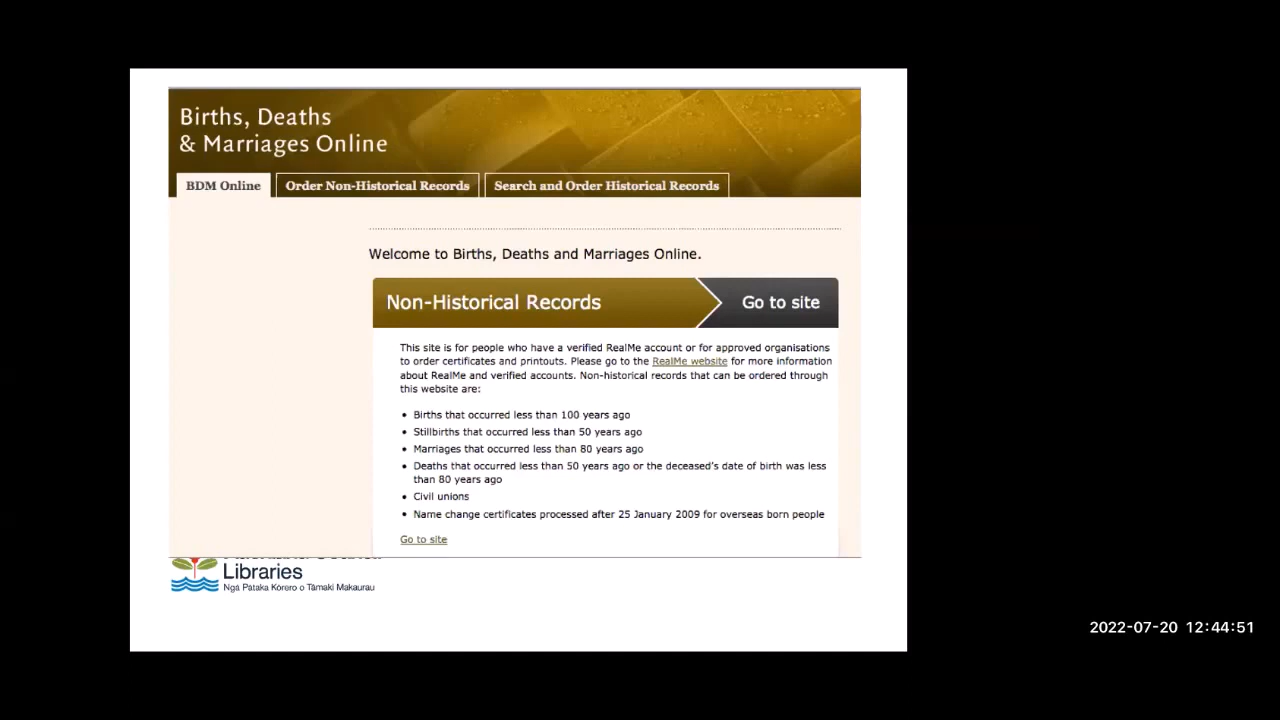 Births, Deaths
& Marriages Online
BDM Online
Order Non-Historical Records
Search and Order Historical Records
Welcome to Births, Deaths and Marriages Online.
Non-Historical Records
Go to site
This site is for people who have a verified RealMe account or for approved organisations
to order certificates and printouts. Please go to the RealMe website for more information
about RealMe and verified accounts. Non-historical records that can be ordered through
this website are:
• Births that occurred less than 100 years ago
• Stillbirths that occurred less than 50 years ago
• Marriages that occurred less than 80 years ago
• Deaths that occurred less than 50 years ago or the deceased's date of birth was less
than 80 years ago
• Civil unions
• Name change certificates processed after 25 January 2009 for overseas born people
Go to site
Libraries
Ngā Pātaka Kōrero o Tāmaki Makaurau
2022-07-20 12:44:51